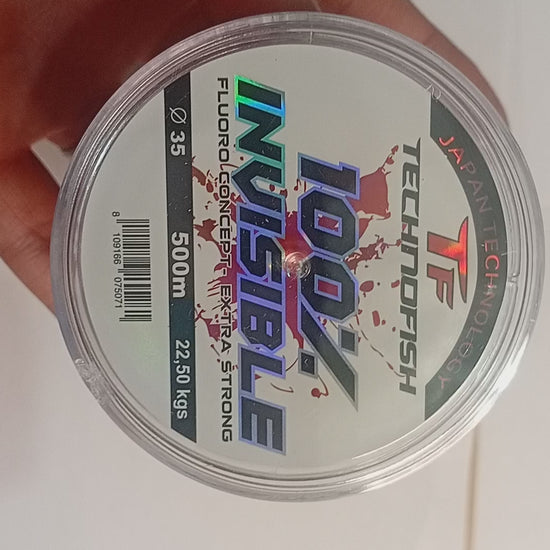 JAPAN TECHNOLOGY
TF
TECHNOFISH
100%
INVISIBLE
FLUORO CONCEPT - EXTRA STRONG
Ø 35 500m 22,50 kgs
8 109166 075071